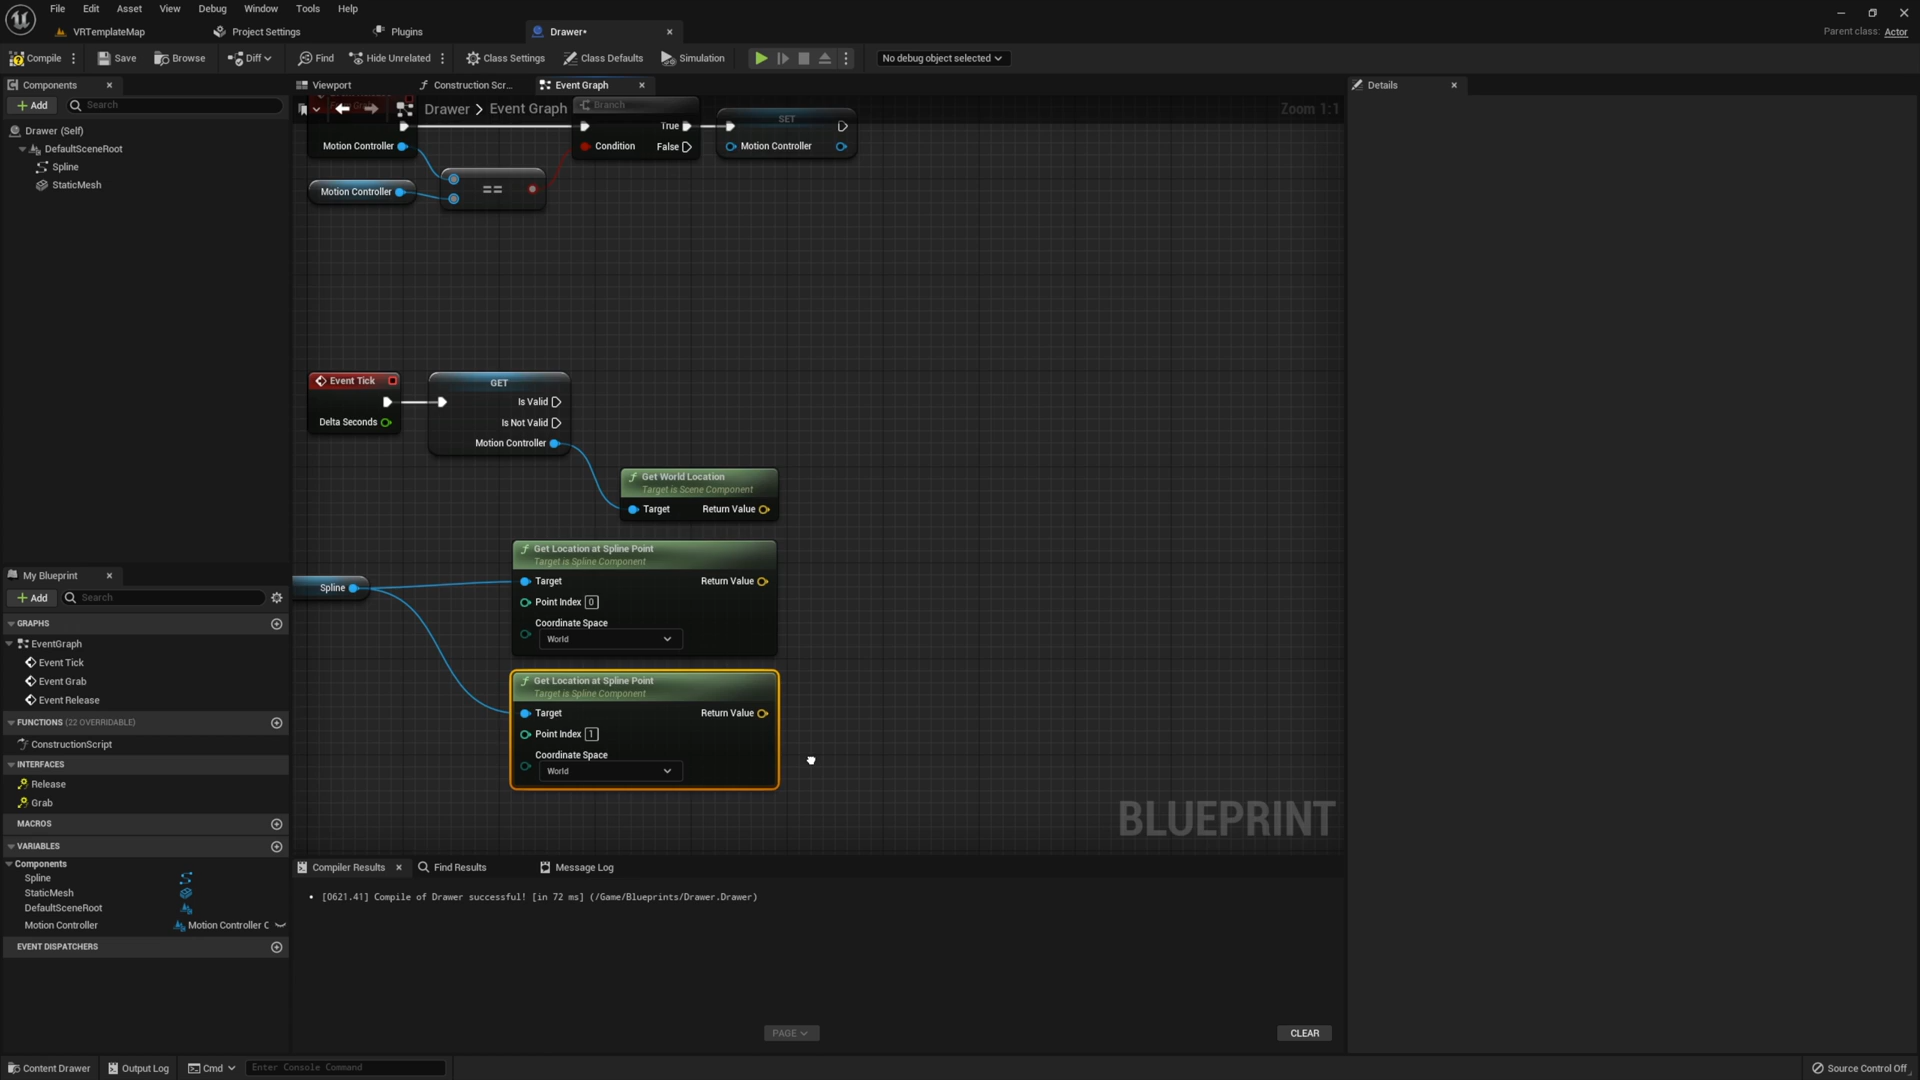 File Edit Asset View Debug Window Tools Help
VRTemplateMap Project Settings Plugins Drawer*
Parent class: Actor
Compile Save Browse Diff Find Hide Unrelated Class Settings Class Defaults Simulation No debug object selected
Components
Add Search
Drawer (Self)
DefaultSceneRoot
Spline
StaticMesh
Viewport Construction Scr... Event Graph
Drawer > Event Graph
Zoom 1:1
Branch
True
Condition False
SET
Motion Controller
Motion Controller
Motion Controller
==
Event Tick
Delta Seconds
GET
Is Valid
Is Not Valid
Motion Controller
Get World Location
Target is Scene Component
Target Return Value
Spline
Get Location at Spline Point
Target is Spline Component
Target Return Value
Point Index 0
Coordinate Space
World
Get Location at Spline Point
Target is Spline Component
Target Return Value
Point Index 1
Coordinate Space
World
BLUEPRINT
Details
My Blueprint
Add Search
GRAPHS
EventGraph
Event Tick
Event Grab
Event Release
FUNCTIONS (22 OVERRIDABLE)
ConstructionScript
INTERFACES
Release
Grab
MACROS
VARIABLES
Components
Spline
StaticMesh
DefaultSceneRoot
Motion Controller Motion Controller C
EVENT DISPATCHERS
Compiler Results Find Results Message Log
[0621.41] Compile of Drawer successful! [in 72 ms] (/Game/Blueprints/Drawer.Drawer)
PAGE
CLEAR
Content Drawer Output Log Cmd Enter Console Command
Source Control Off